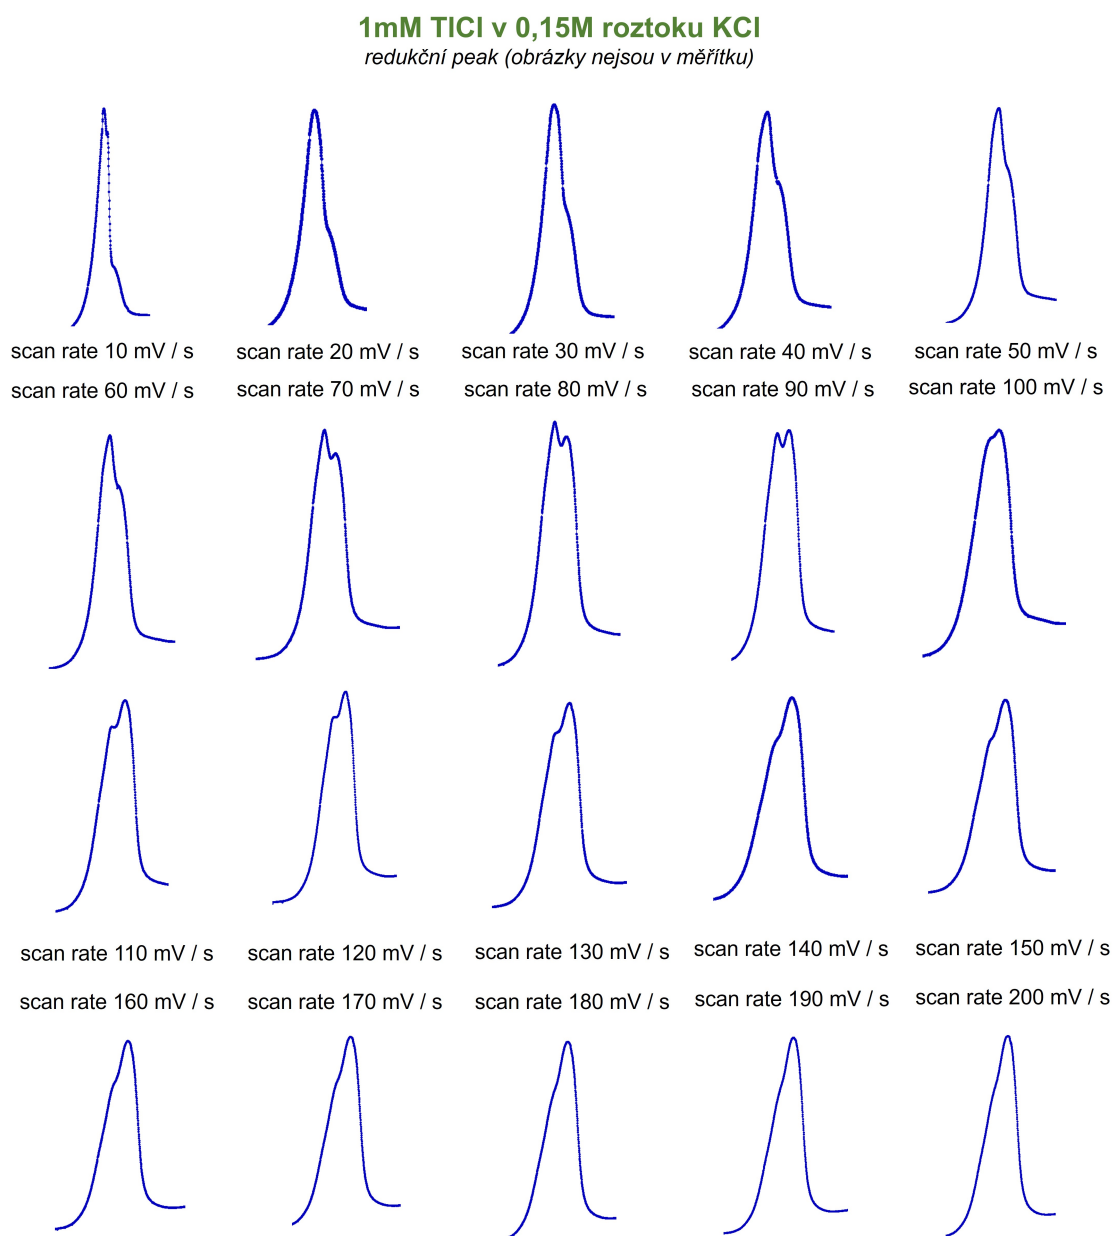 1mM TlCl v 0,15M roztoku KCl
redukční peak (obrázky nejsou v měřítku)
scan rate 10 mV / s
scan rate 20 mV / s
scan rate 30 mV / s
scan rate 40 mV / s
scan rate 50 mV / s
scan rate 60 mV / s
scan rate 70 mV / s
scan rate 80 mV / s
scan rate 90 mV / s
scan rate 100 mV / s
scan rate 110 mV / s
scan rate 120 mV / s
scan rate 130 mV / s
scan rate 140 mV / s
scan rate 150 mV / s
scan rate 160 mV / s
scan rate 170 mV / s
scan rate 180 mV / s
scan rate 190 mV / s
scan rate 200 mV / s